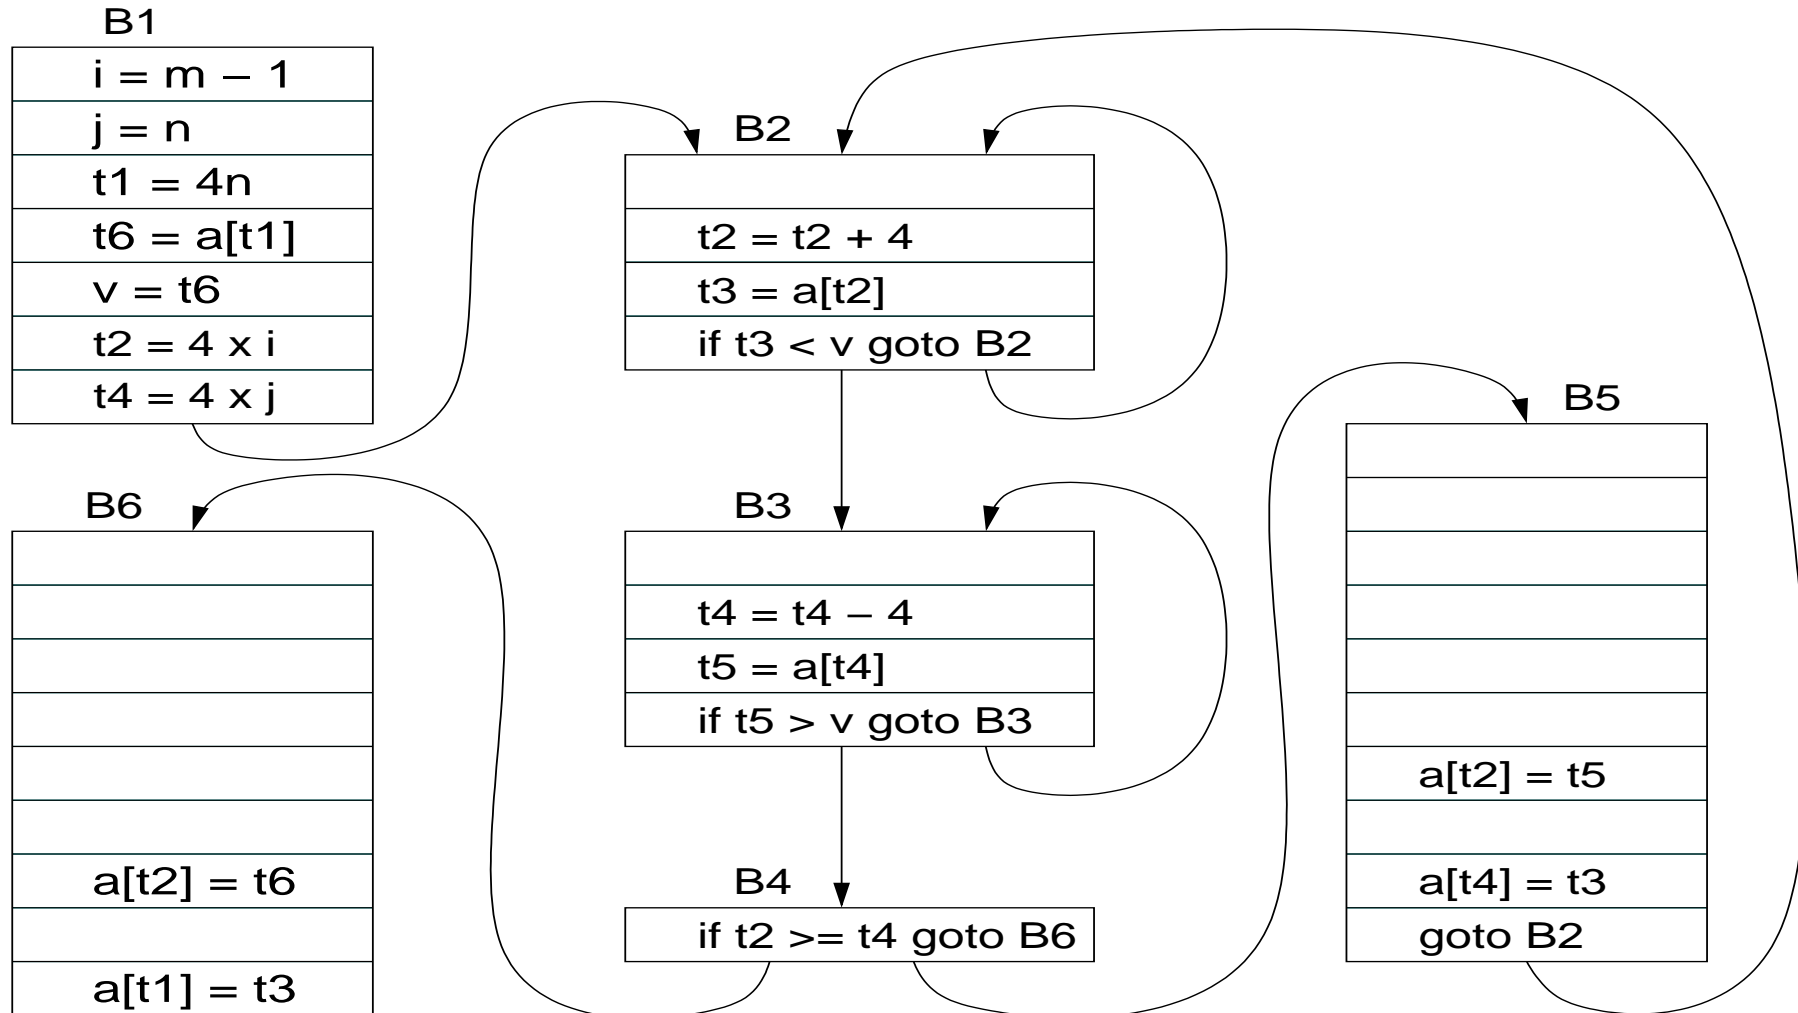 B1
i = m – 1
j = n
t1 = 4n
t6 = a[t1]
v = t6
t2 = 4 x i
t4 = 4 x j
B2
t2 = t2 + 4
t3 = a[t2]
if t3 < v goto B2
B3
t4 = t4 – 4
t5 = a[t4]
if t5 > v goto B3
B4
if t2 >= t4 goto B6
B5
a[t2] = t5
a[t4] = t3
goto B2
B6
a[t2] = t6
a[t1] = t3